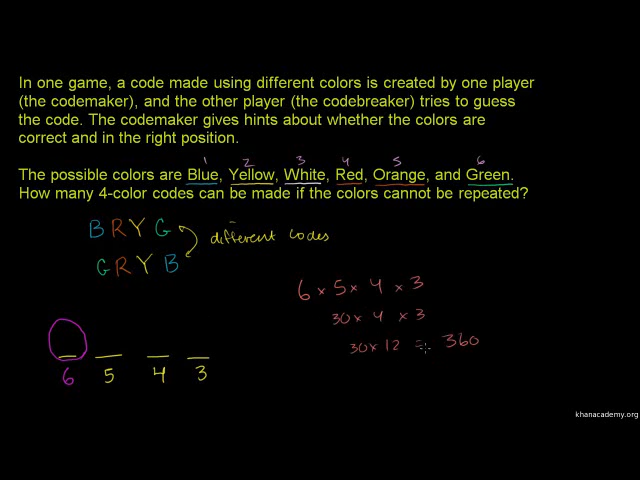 In one game, a code made using different colors is created by one player
(the codemaker), and the other player (the codebreaker) tries to guess
the code. The codemaker gives hints about whether the colors are
correct and in the right position.
1 2 3 4 5 6
The possible colors are Blue, Yellow, White, Red, Orange, and Green.
How many 4-color codes can be made if the colors cannot be repeated?
B R Y G
different codes
G R Y B
6 × 5 × 4 × 3
30 × 4 × 3
30 × 12 = 360
6 5 4 3
khanacademy.org